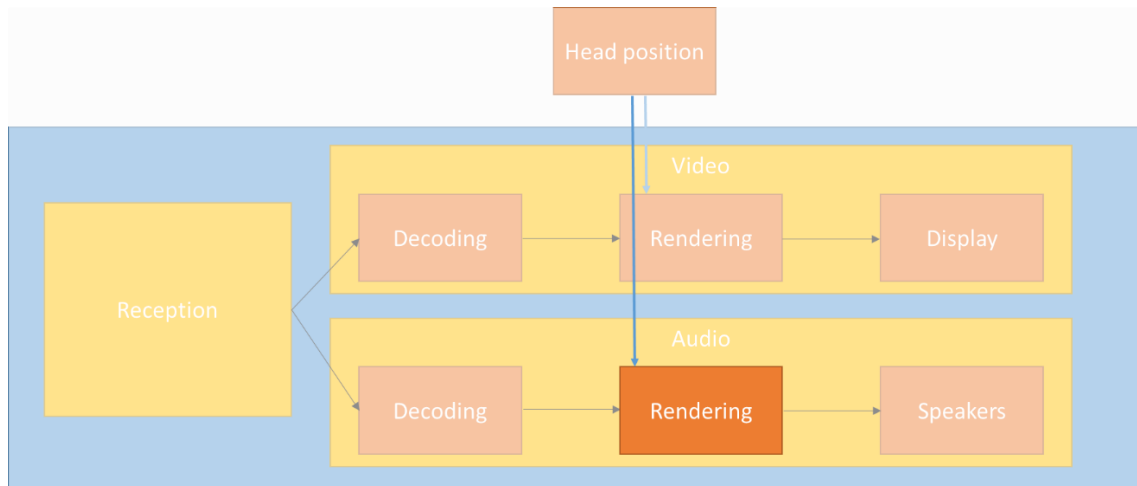 Head position
Video
Decoding
Rendering
Display
Reception
Audio
Decoding
Rendering
Speakers